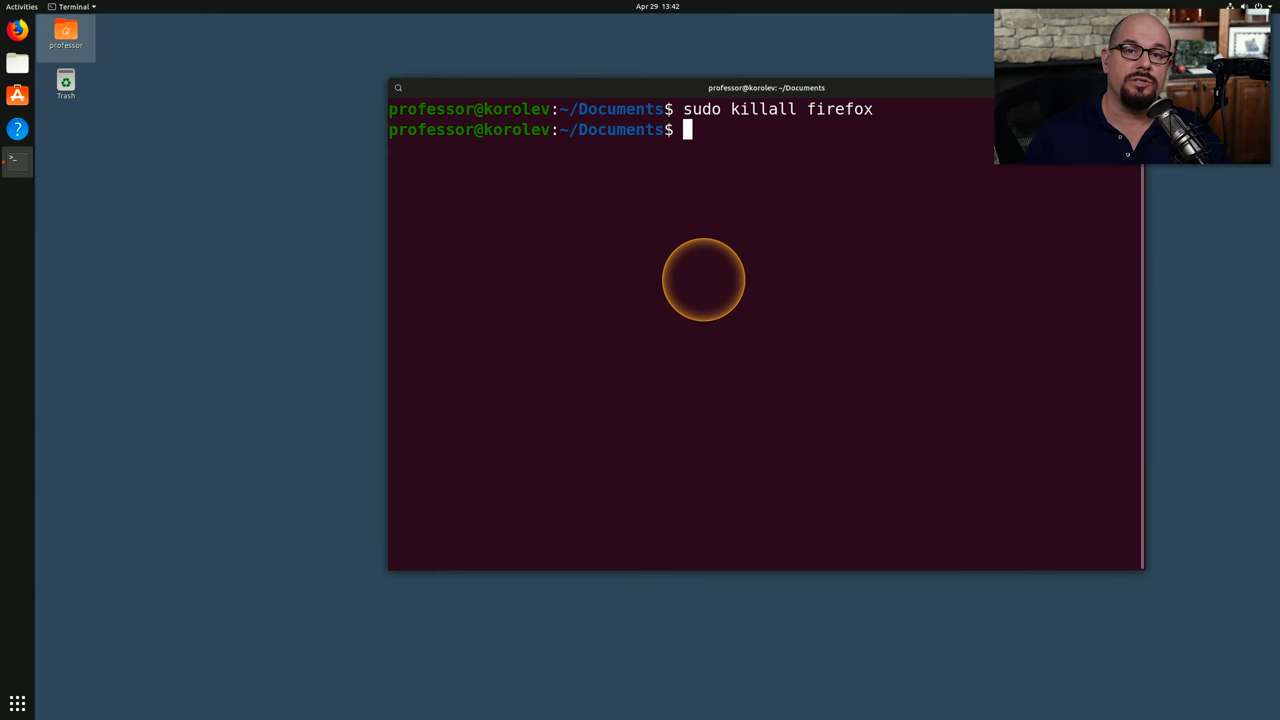 Activities
Terminal
Apr 29 13:42
professor
Trash
professor@korolev: ~/Documents
professor@korolev:~/Documents$ sudo killall firefox
professor@korolev:~/Documents$